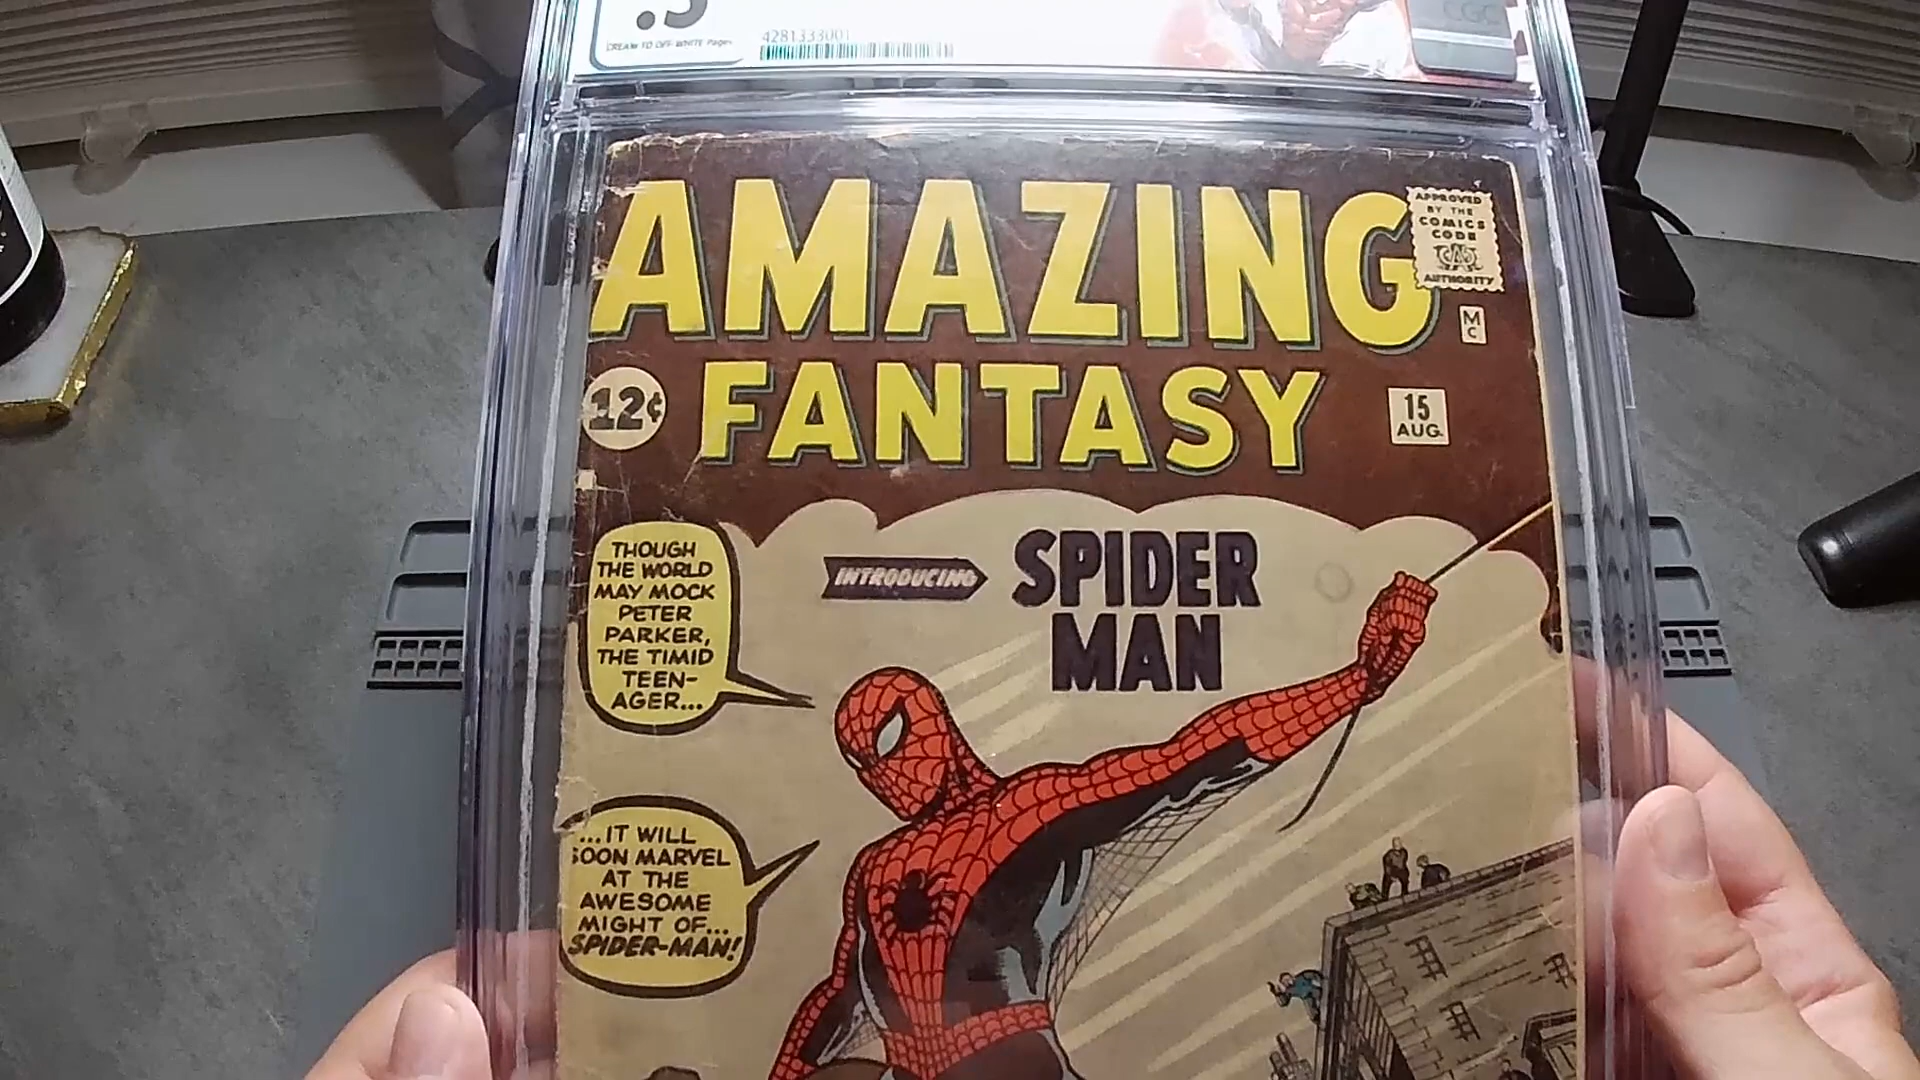 .5
CREAM TO OFF-WHITE Pages
4281333001
CGC
AMAZING
FANTASY
APPROVED
BY THE
COMICS
CODE
AUTHORITY
M
C
12¢
15
AUG.
INTRODUCING
SPIDER
MAN
THOUGH
THE WORLD
MAY MOCK
PETER
PARKER,
THE TIMID
TEEN-
AGER...
...IT WILL
SOON MARVEL
AT THE
AWESOME
MIGHT OF...
SPIDER-MAN!